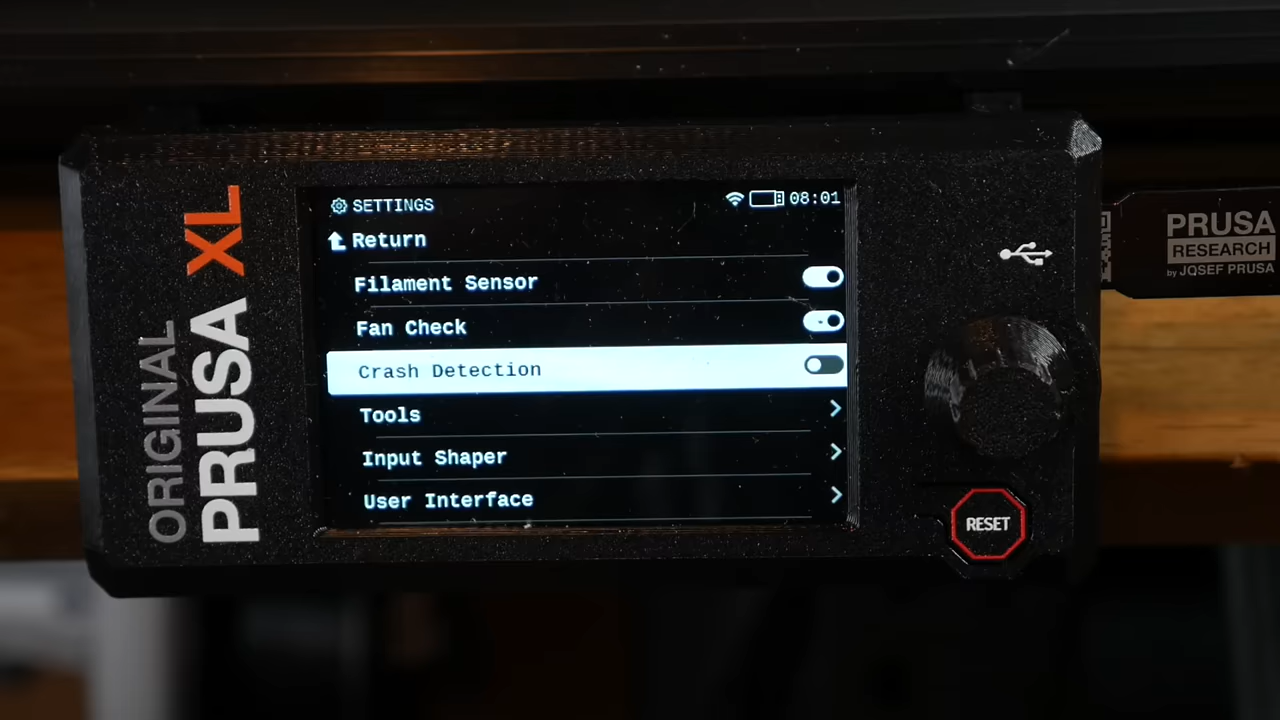 ORIGINAL
PRUSA XL
SETTINGS 08:01
Return
Filament Sensor
Fan Check
Crash Detection
Tools
Input Shaper
User Interface
RESET
PRUSA
RESEARCH
by JOSEF PRUSA